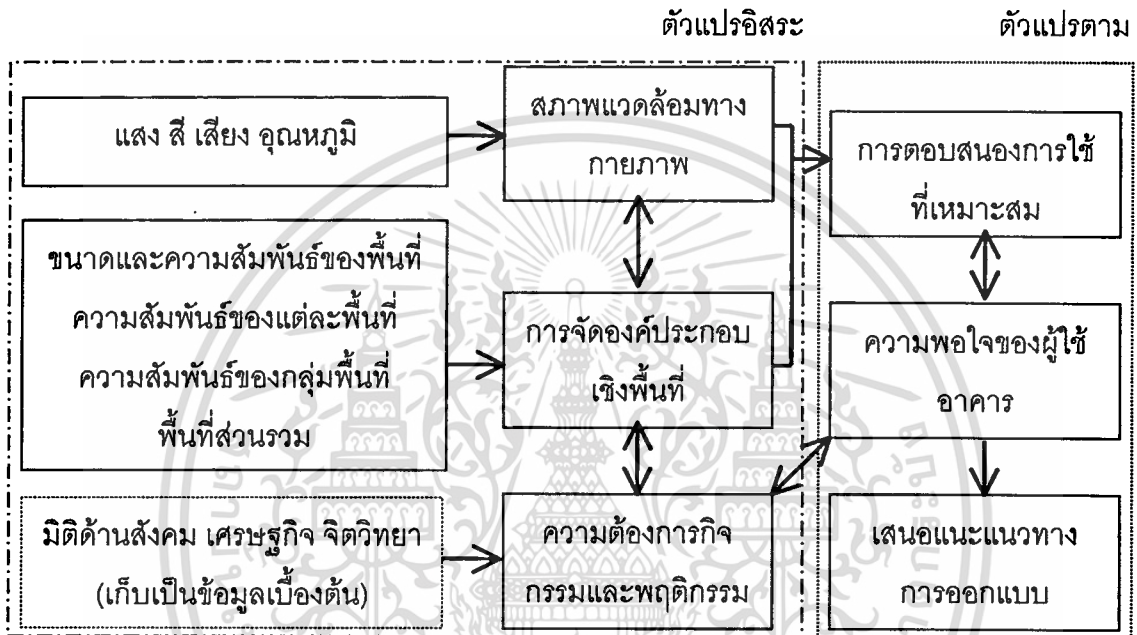 ตัวแปรอิสระ
ตัวแปรตาม
แสง สี เสียง อุณหภูมิ
สภาพแวดล้อมทาง
กายภาพ
การตอบสนองการใช้
ที่เหมาะสม
ขนาดและความสัมพันธ์ของพื้นที่
ความสัมพันธ์ของแต่ละพื้นที่
ความสัมพันธ์ของกลุ่มพื้นที่
พื้นที่ส่วนรวม
การจัดองค์ประกอบ
เชิงพื้นที่
ความพอใจของผู้ใช้
อาคาร
มิติด้านสังคม เศรษฐกิจ จิตวิทยา
(เก็บเป็นข้อมูลเบื้องต้น)
ความต้องการกิจ
กรรมและพฤติกรรม
เสนอแนะแนวทาง
การออกแบบ